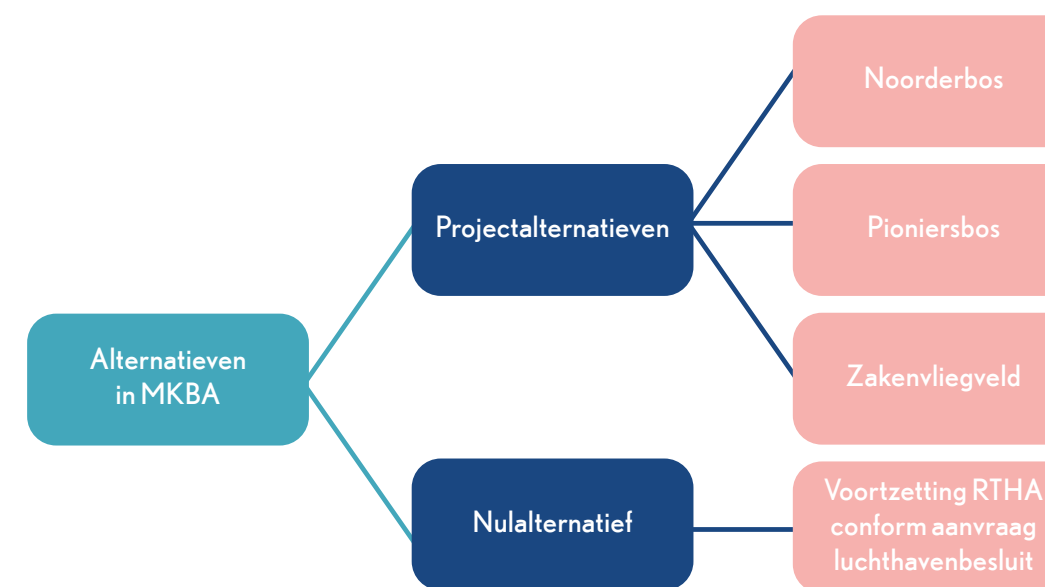 Noorderbos
Projectalternatieven
Pioniersbos
Alternatieven
in MKBA
Zakenvliegveld
Nulalternatief
Voortzetting RTHA
conform aanvraag
luchthavenbesluit